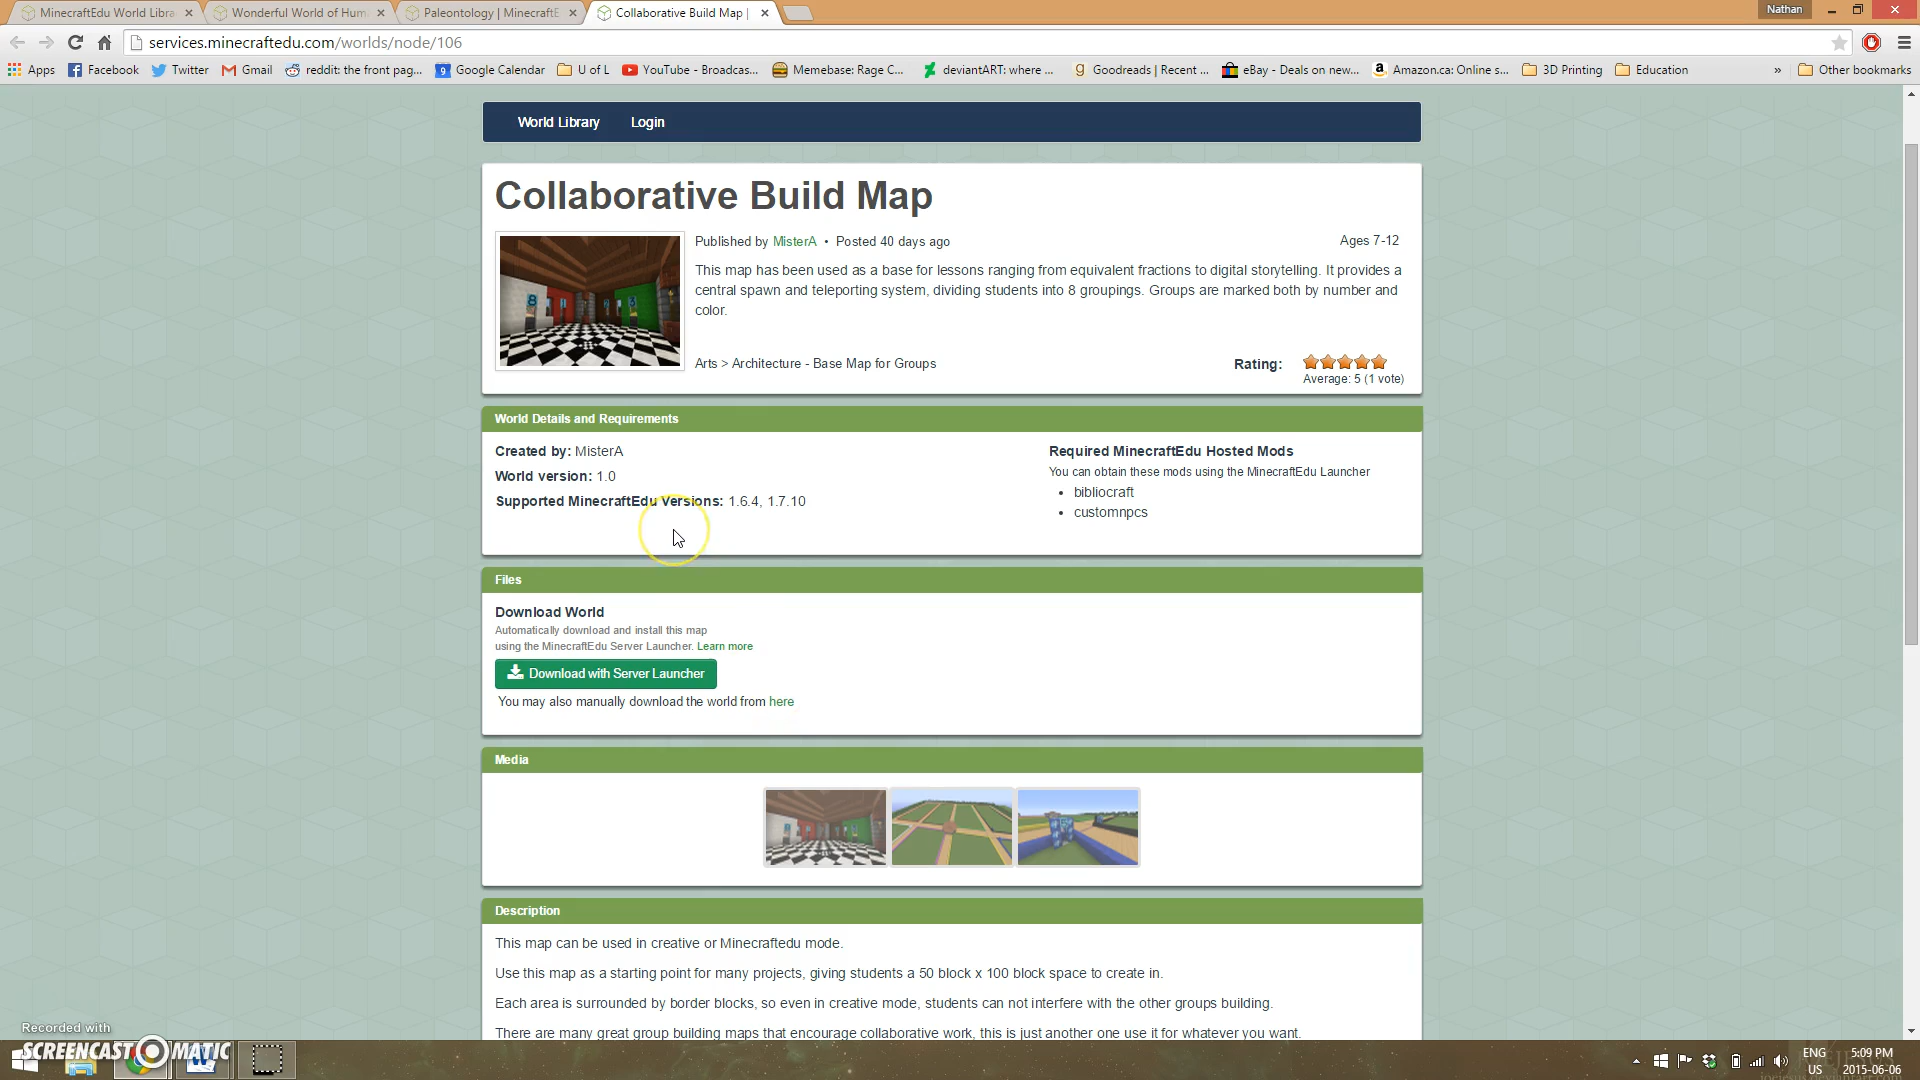 MinecraftEdu World Libra
Wonderful World of Hum
Paleontology | MinecraftE
Collaborative Build Map |
Nathan
services.minecraftedu.com/worlds/node/106
Apps
Facebook
Twitter
Gmail
reddit: the front pag...
Google Calendar
U of L
YouTube - Broadcas...
Memebase: Rage C...
deviantART: where ...
Goodreads | Recent ...
eBay - Deals on new...
Amazon.ca: Online s...
3D Printing
Education
»
Other bookmarks
World Library
Login
Collaborative Build Map
Published by MisterA • Posted 40 days ago
Ages 7-12
This map has been used as a base for lessons ranging from equivalent fractions to digital storytelling. It provides a
central spawn and teleporting system, dividing students into 8 groupings. Groups are marked both by number and
color.
Arts > Architecture - Base Map for Groups
Rating:
Average: 5 (1 vote)
World Details and Requirements
Created by: MisterA
World version: 1.0
Supported MinecraftEdu Versions: 1.6.4, 1.7.10
Required MinecraftEdu Hosted Mods
You can obtain these mods using the MinecraftEdu Launcher
• bibliocraft
• customnpcs
Files
Download World
Automatically download and install this map
using the MinecraftEdu Server Launcher. Learn more
Download with Server Launcher
You may also manually download the world from here
Media
Description
This map can be used in creative or Minecraftedu mode.
Use this map as a starting point for many projects, giving students a 50 block x 100 block space to create in.
Each area is surrounded by border blocks, so even in creative mode, students can not interfere with the other groups building.
There are many great group building maps that encourage collaborative work, this is just another one use it for whatever you want.
Recorded with
SCREENCAST MATIC
ENG
US
5:09 PM
2015-06-06